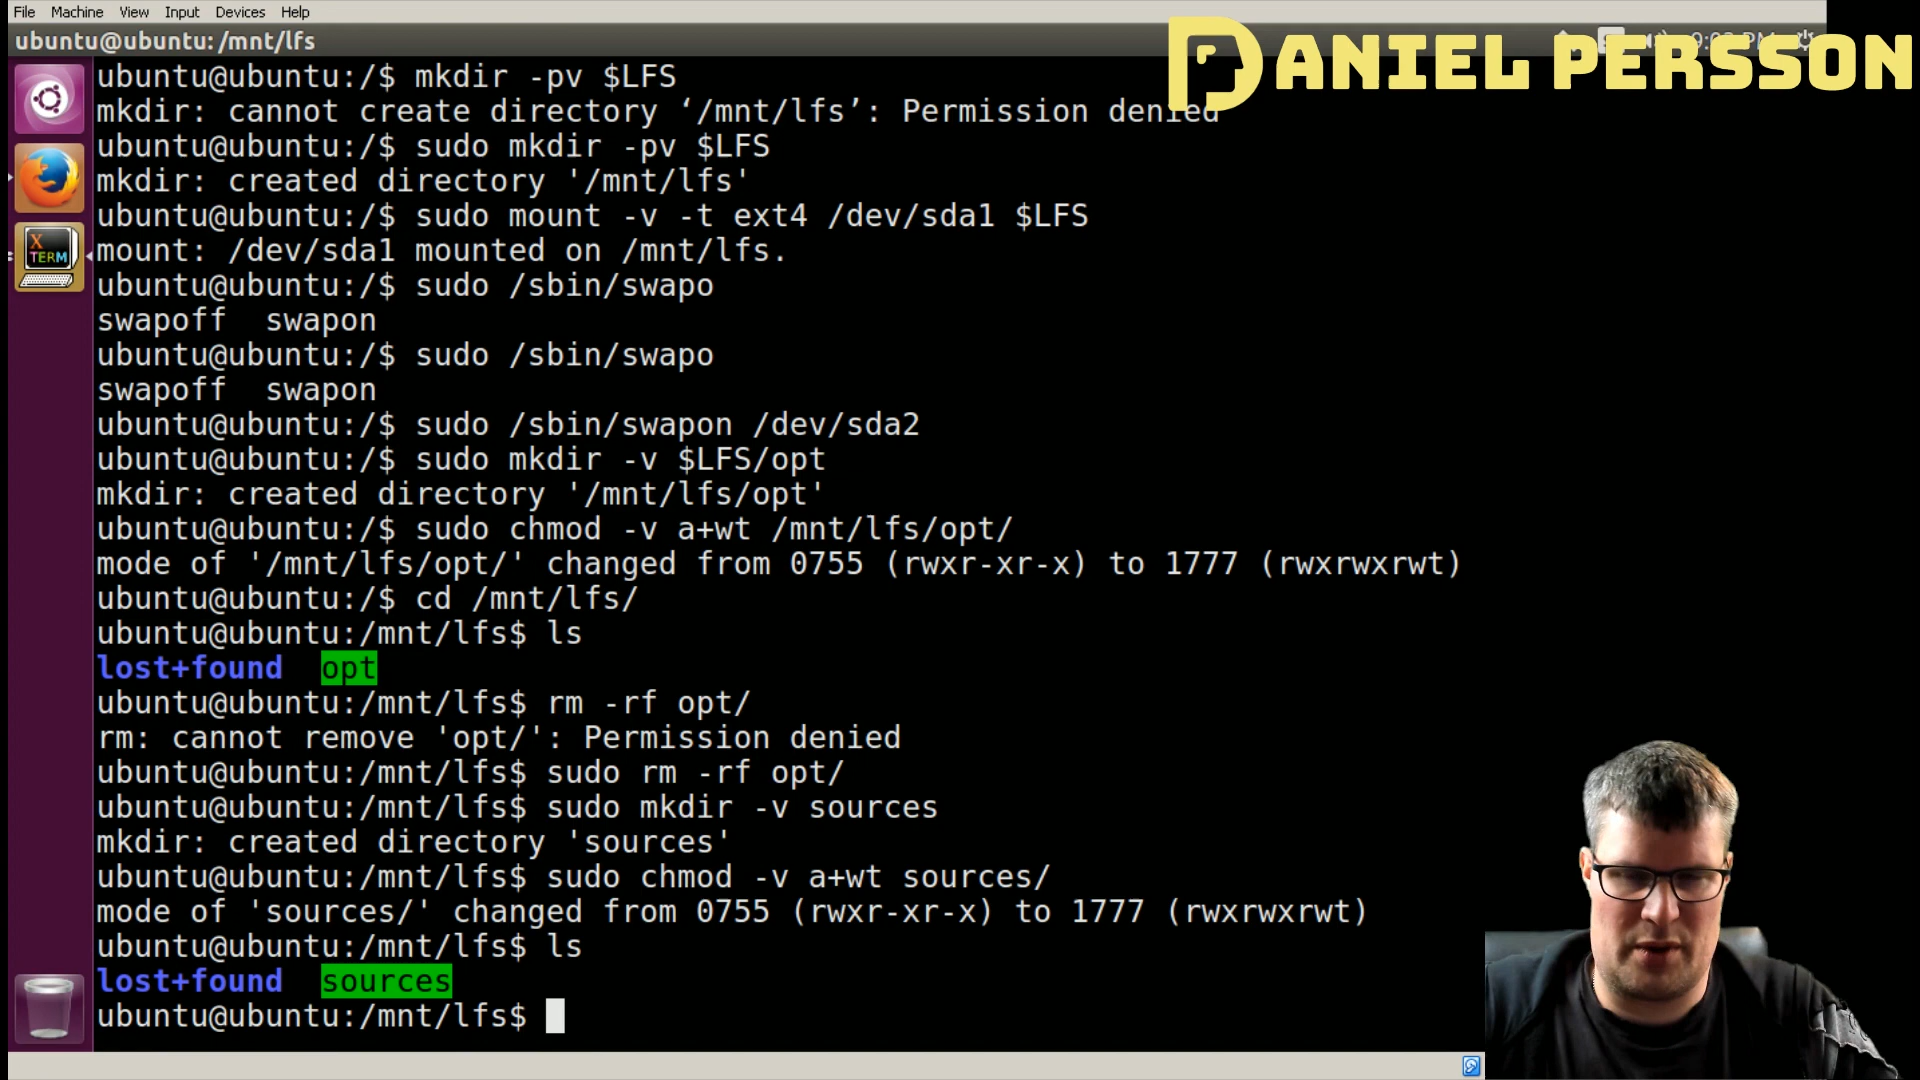 File Machine View Input Devices Help
ubuntu@ubuntu: /mnt/lfs
DANIEL PERSSON
ubuntu@ubuntu:/$ mkdir -pv $LFS
mkdir: cannot create directory ‘/mnt/lfs’: Permission denied
ubuntu@ubuntu:/$ sudo mkdir -pv $LFS
mkdir: created directory '/mnt/lfs'
ubuntu@ubuntu:/$ sudo mount -v -t ext4 /dev/sda1 $LFS
mount: /dev/sda1 mounted on /mnt/lfs.
ubuntu@ubuntu:/$ sudo /sbin/swapo
swapoff  swapon
ubuntu@ubuntu:/$ sudo /sbin/swapo
swapoff  swapon
ubuntu@ubuntu:/$ sudo /sbin/swapon /dev/sda2
ubuntu@ubuntu:/$ sudo mkdir -v $LFS/opt
mkdir: created directory '/mnt/lfs/opt'
ubuntu@ubuntu:/$ sudo chmod -v a+wt /mnt/lfs/opt/
mode of '/mnt/lfs/opt/' changed from 0755 (rwxr-xr-x) to 1777 (rwxrwxrwt)
ubuntu@ubuntu:/$ cd /mnt/lfs/
ubuntu@ubuntu:/mnt/lfs$ ls
lost+found  opt
ubuntu@ubuntu:/mnt/lfs$ rm -rf opt/
rm: cannot remove 'opt/': Permission denied
ubuntu@ubuntu:/mnt/lfs$ sudo rm -rf opt/
ubuntu@ubuntu:/mnt/lfs$ sudo mkdir -v sources
mkdir: created directory 'sources'
ubuntu@ubuntu:/mnt/lfs$ sudo chmod -v a+wt sources/
mode of 'sources/' changed from 0755 (rwxr-xr-x) to 1777 (rwxrwxrwt)
ubuntu@ubuntu:/mnt/lfs$ ls
lost+found  sources
ubuntu@ubuntu:/mnt/lfs$
X
TERM